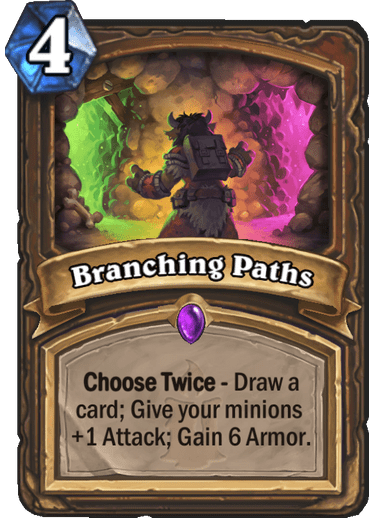 4
Branching Paths
Choose Twice - Draw a
card; Give your minions
+1 Attack; Gain 6 Armor.